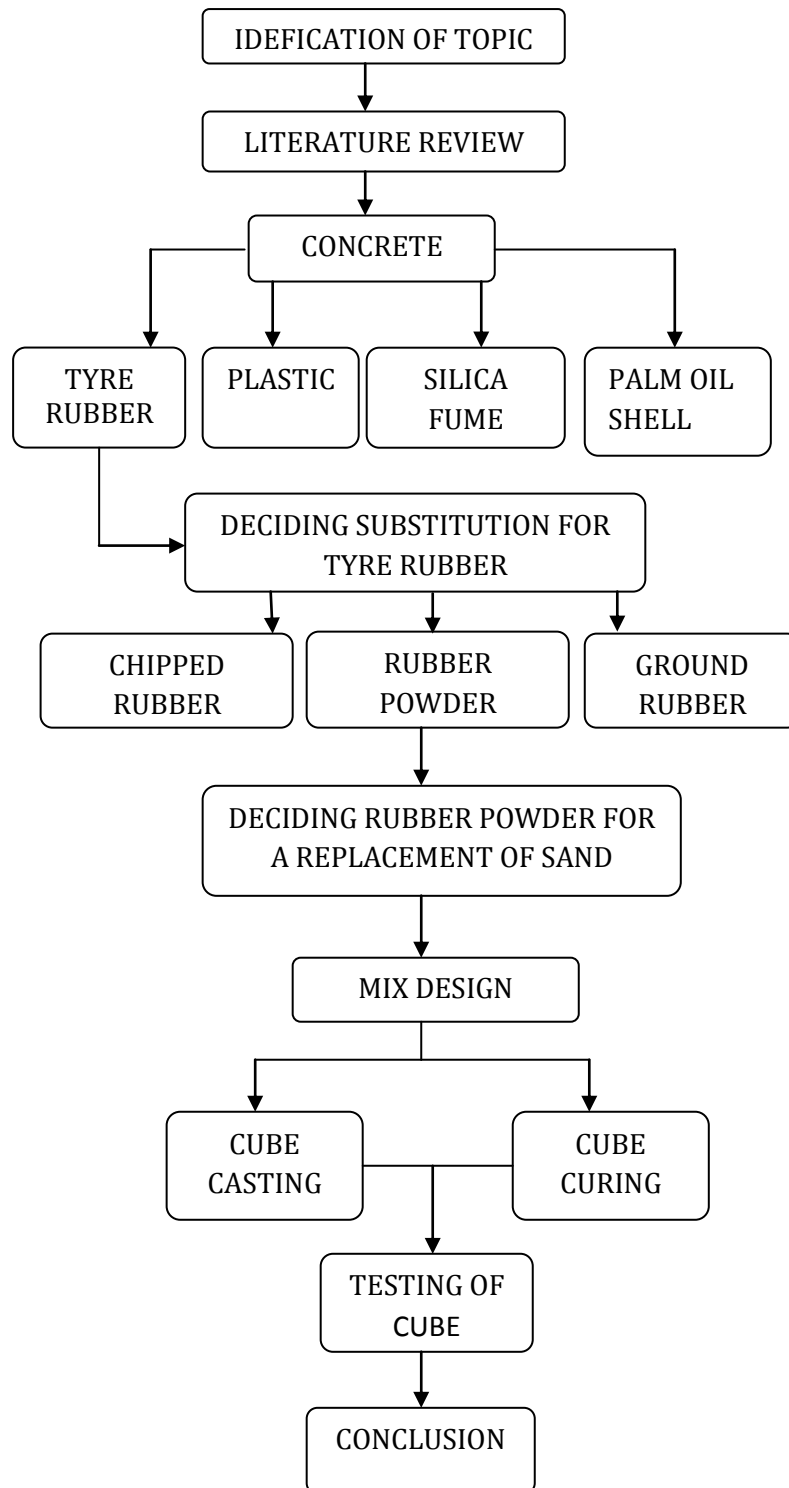 IDEFICATION OF TOPIC
LITERATURE REVIEW
CONCRETE
TYRE
RUBBER
PLASTIC
SILICA
FUME
PALM OIL
SHELL
DECIDING SUBSTITUTION FOR
TYRE RUBBER
CHIPPED
RUBBER
RUBBER
POWDER
GROUND
RUBBER
DECIDING RUBBER POWDER FOR
A REPLACEMENT OF SAND
MIX DESIGN
CUBE
CASTING
CUBE
CURING
TESTING OF
CUBE
CONCLUSION